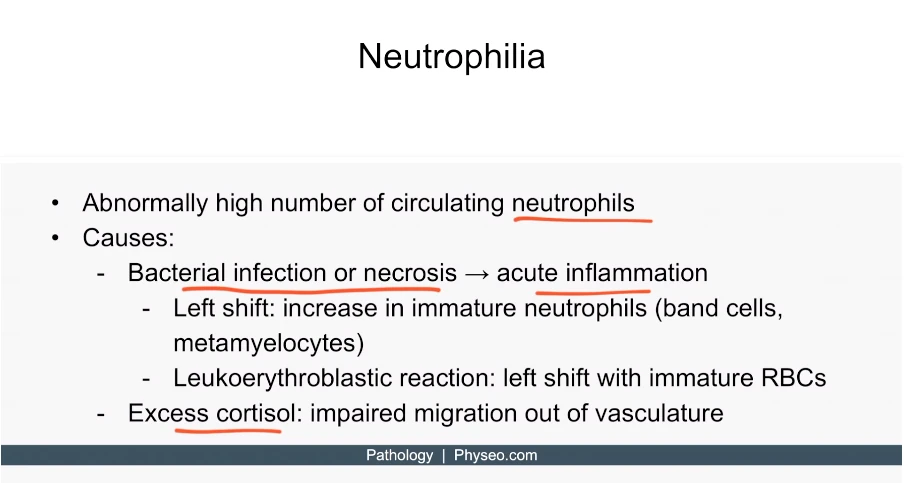 Neutrophilia
• Abnormally high number of circulating neutrophils
• Causes:
- Bacterial infection or necrosis → acute inflammation
- Left shift: increase in immature neutrophils (band cells,
metamyelocytes)
- Leukoerythroblastic reaction: left shift with immature RBCs
- Excess cortisol: impaired migration out of vasculature
Pathology | Physeo.com